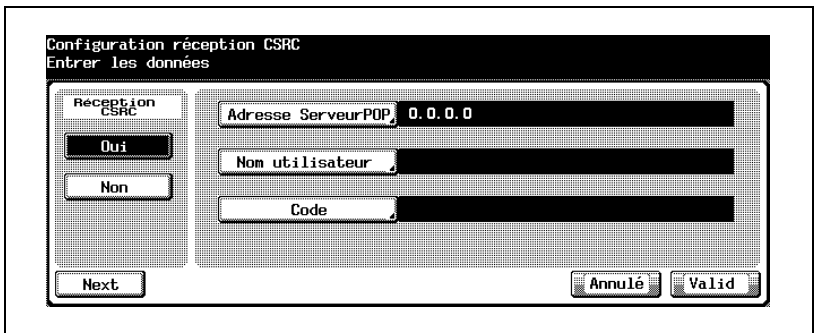 Configuration réception CSRC
Entrer les données
Réception
CSRC
Oui
Non
Adresse ServeurPOP 0.0.0.0
Nom utilisateur
Code
Next
Annulé
Valid